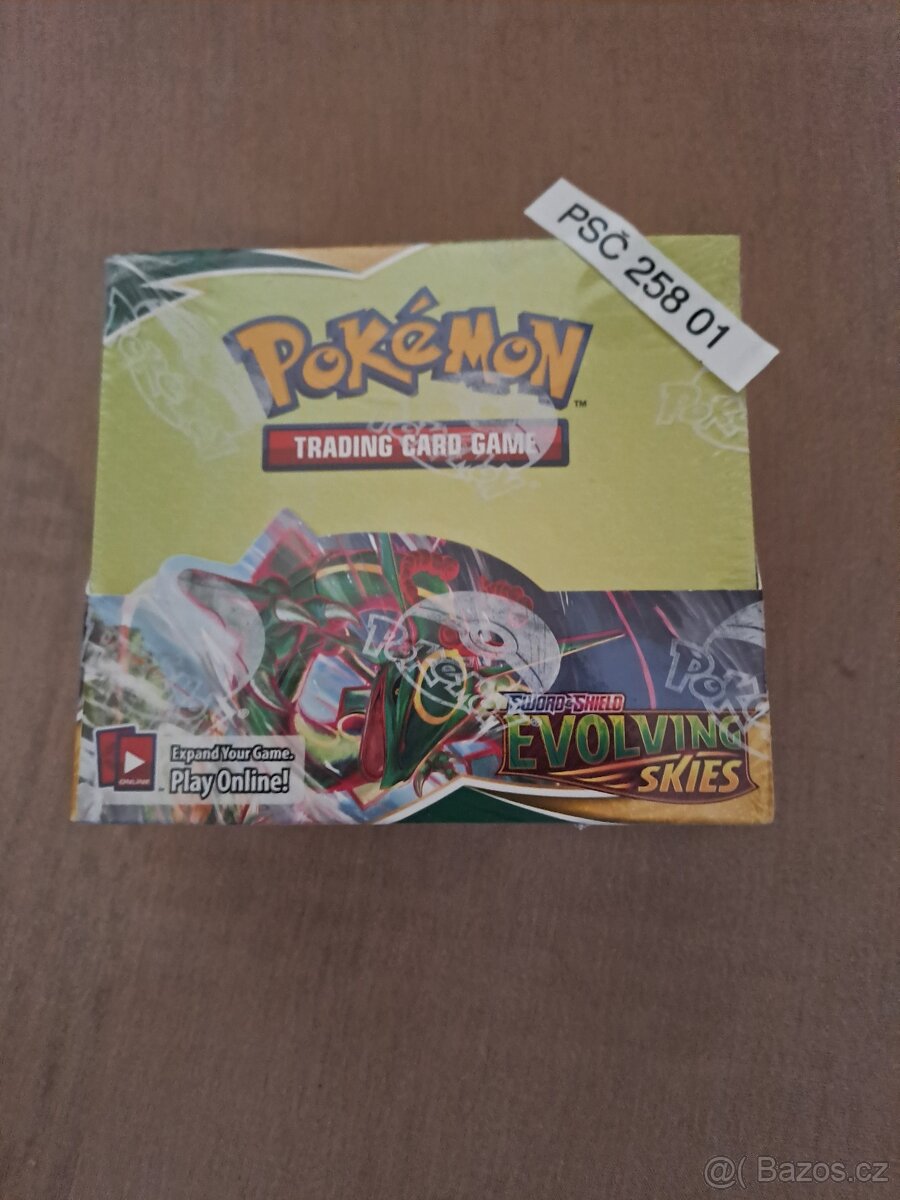 PSČ 258 01
POKéMON
TM
TRADING CARD GAME
SWORD & SHIELD
EVOLVING
SKIES
ONLINE
Expand Your Game.
Play Online!
@( Bazos.cz